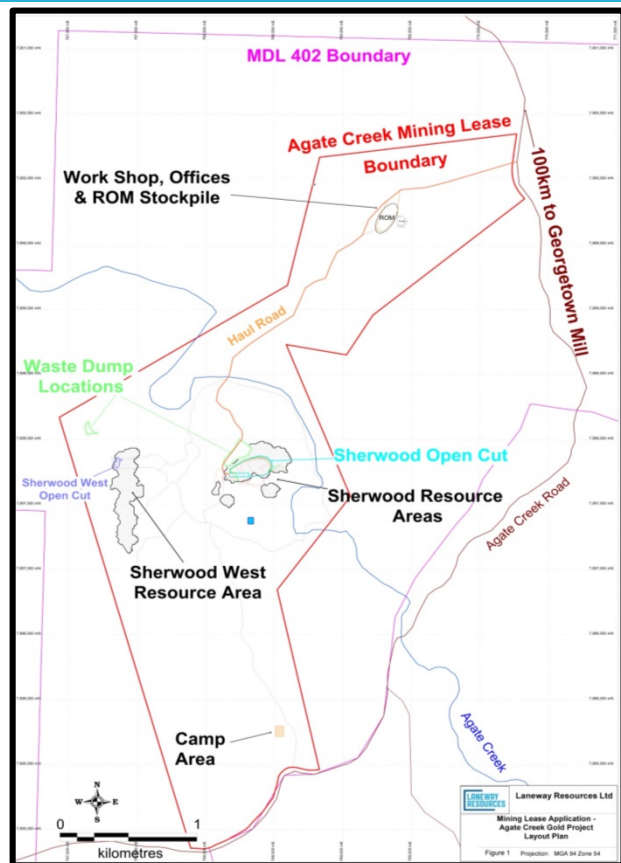 MDL 402 Boundary
Agate Creek Mining Lease
Boundary
Work Shop, Offices
& ROM Stockpile
ROM
100km to Georgetown Mill
Haul Road
Waste Dump
Locations
Sherwood Open Cut
Sherwood West
Open Cut
Sherwood Resource
Areas
Agate Creek Road
Sherwood West
Resource Area
Camp
Area
Agate Creek
N
W
E
S
0
1
kilometres
LANEWAY
RESOURCES
Laneway Resources Ltd
Mining Lease Application -
Agate Creek Gold Project
Layout Plan
Figure 1
Projection: MGA 94 Zone 54